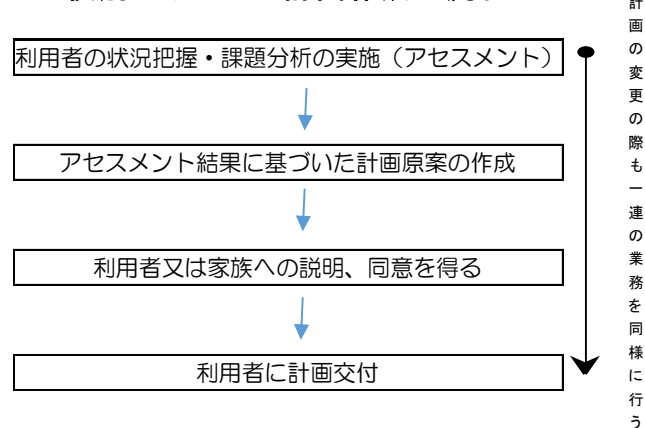 利用者の状況把握・課題分析の実施（アセスメント）
アセスメント結果に基づいた計画原案の作成
利用者又は家族への説明、同意を得る
利用者に計画交付
計画の変更の際も一連の業務を同様に行う